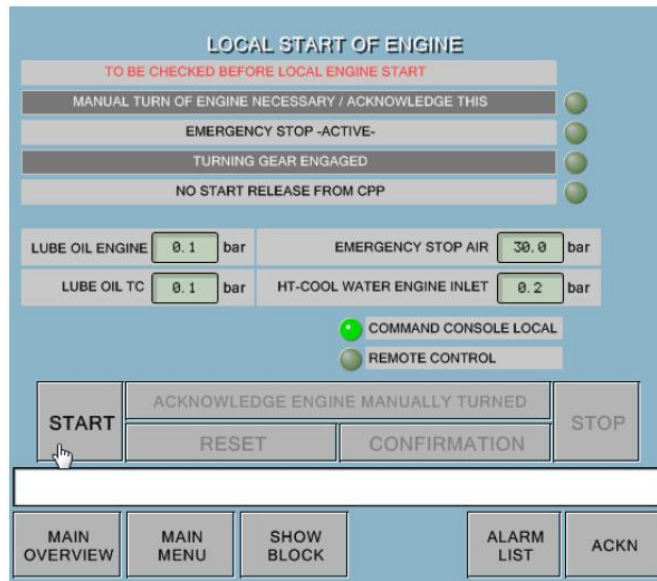 LOCAL START OF ENGINE
TO BE CHECKED BEFORE LOCAL ENGINE START
MANUAL TURN OF ENGINE NECESSARY / ACKNOWLEDGE THIS
EMERGENCY STOP -ACTIVE-
TURNING GEAR ENGAGED
NO START RELEASE FROM CPP
LUBE OIL ENGINE 0.1 bar EMERGENCY STOP AIR 30.0 bar
LUBE OIL TC 0.1 bar HT-COOL WATER ENGINE INLET 0.2 bar
COMMAND CONSOLE LOCAL
REMOTE CONTROL
START
ACKNOWLEDGE ENGINE MANUALLY TURNED
RESET CONFIRMATION
STOP
MAIN OVERVIEW
MAIN MENU
SHOW BLOCK
ALARM LIST
ACKN